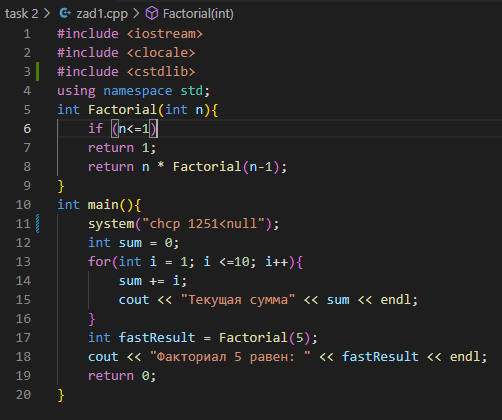 task 2 > zad1.cpp > Factorial(int)
1 #include <iostream>
2 #include <clocale>
3 #include <cstdlib>
4 using namespace std;
5 int Factorial(int n){
6 if (n<=1)
7 return 1;
8 return n * Factorial(n-1);
9 }
10 int main(){
11 system("chcp 1251<null");
12 int sum = 0;
13 for(int i = 1; i <=10; i++){
14 sum += i;
15 cout << "Текущая сумма" << sum << endl;
16 }
17 int fastResult = Factorial(5);
18 cout << "Факториал 5 равен: " << fastResult << endl;
19 return 0;
20 }